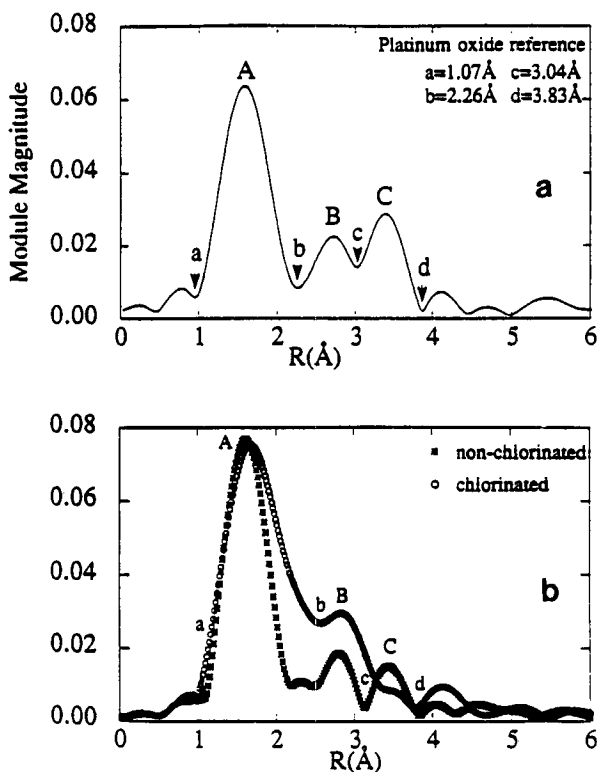 0.08
0.06
0.04
0.02
0.00
Module Magnitude
Platinum oxide reference
a=1.07Å c=3.04Å
b=2.26Å d=3.83Å
A
B
C
a
b
c
d
a
0 1 2 3 4 5 6
R(Å)
0.08
0.06
0.04
0.02
0.00
non-chlorinated
chlorinated
A
a
b
B
c
C
d
b
0 1 2 3 4 5 6
R(Å)